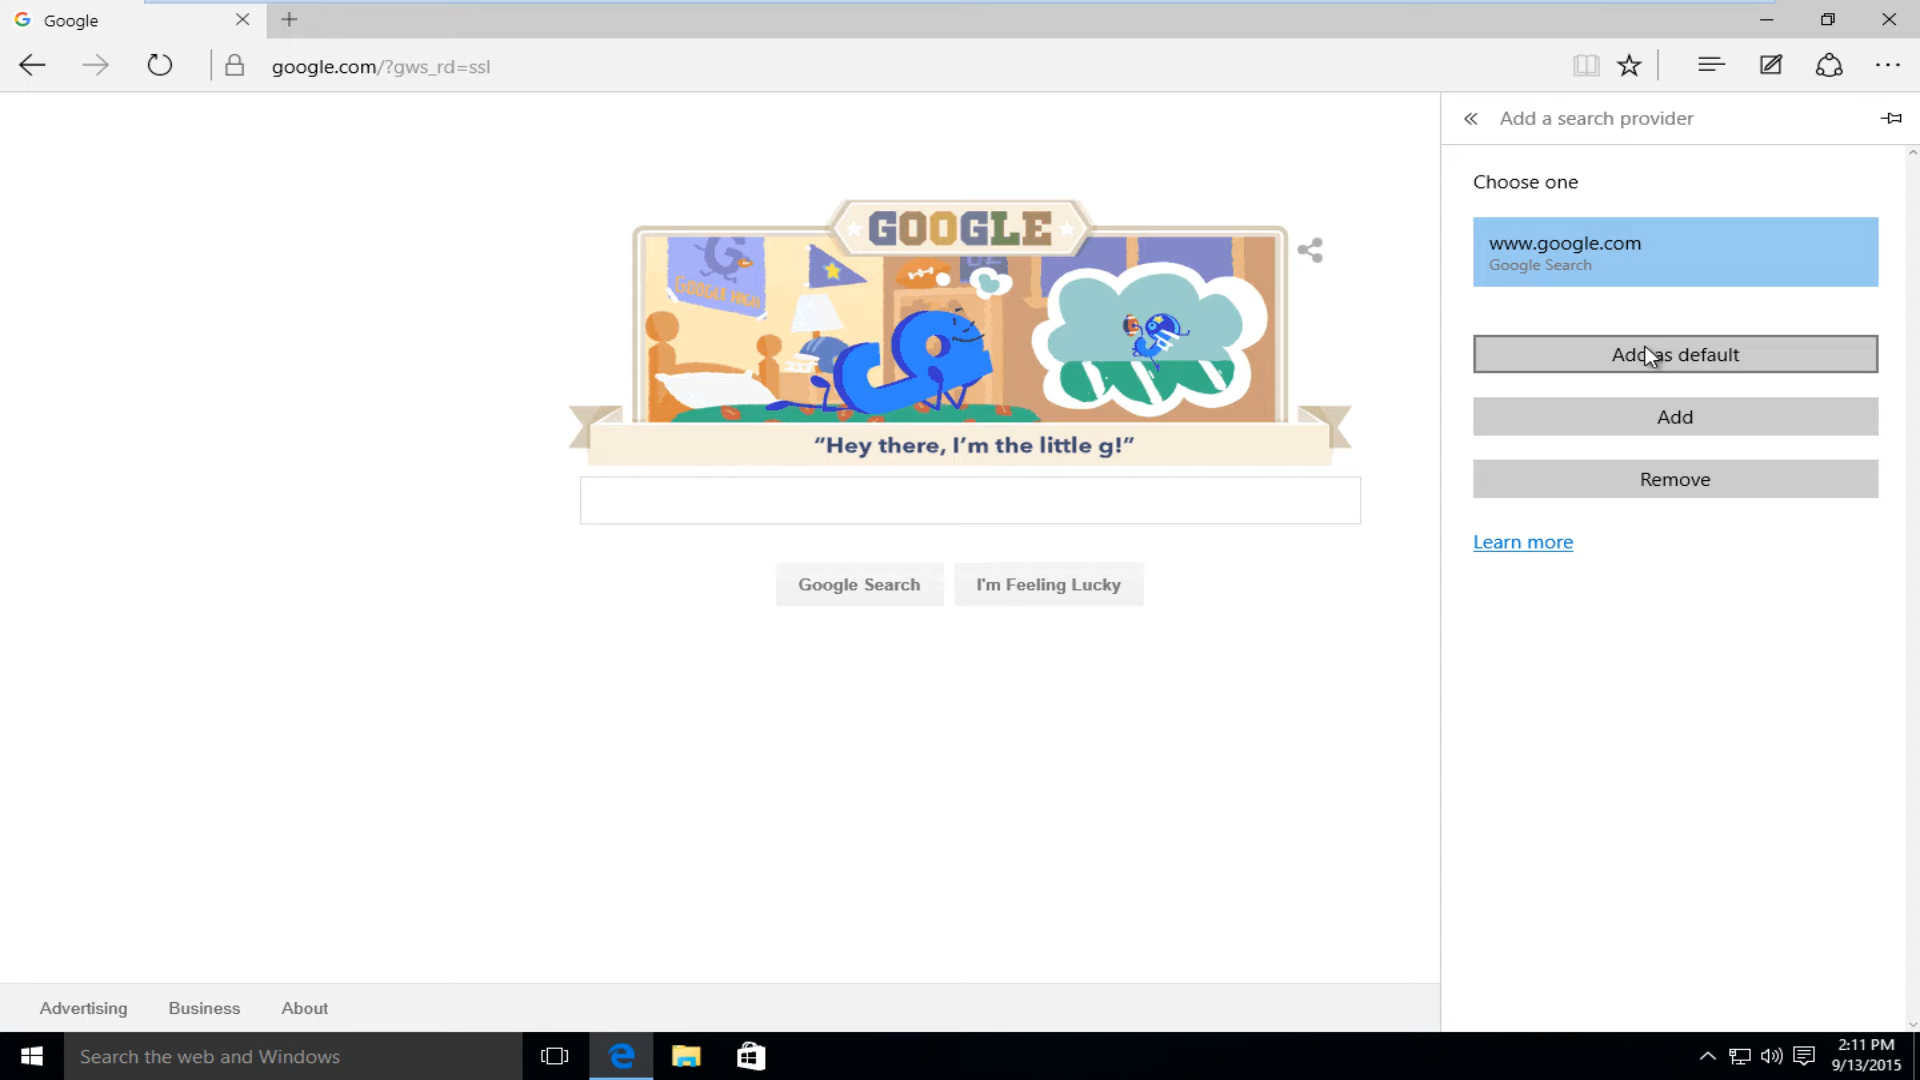 Google
google.com/?gws_rd=ssl
Add a search provider
Choose one
www.google.com
Google Search
Add as default
Add
Remove
Learn more
GOOGLE
G
GOOGLE HIGH
"Hey there, I'm the little g!"
Google Search
I'm Feeling Lucky
Advertising
Business
About
Search the web and Windows
2:11 PM
9/13/2015